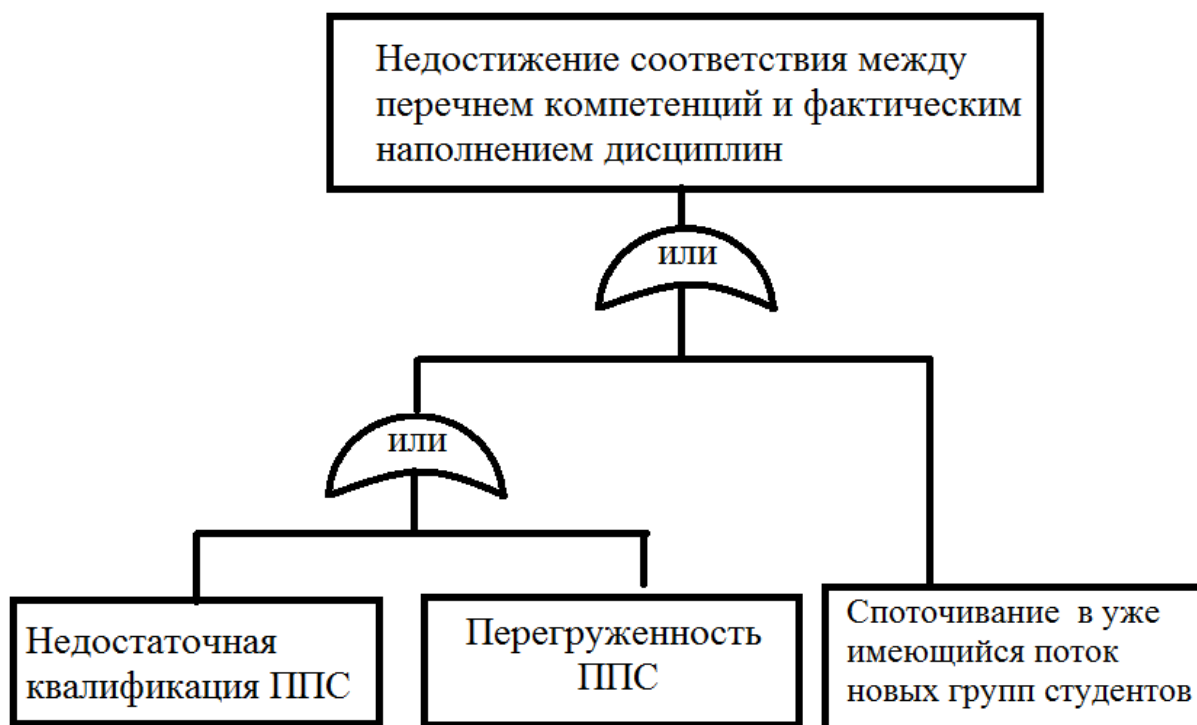 Недостижение соответствия между
перечнем компетенций и фактическим
наполнением дисциплин
или
или
Недостаточная
квалификация ППС
Перегруженность
ППС
Споточивание в уже
имеющийся поток
новых групп студентов